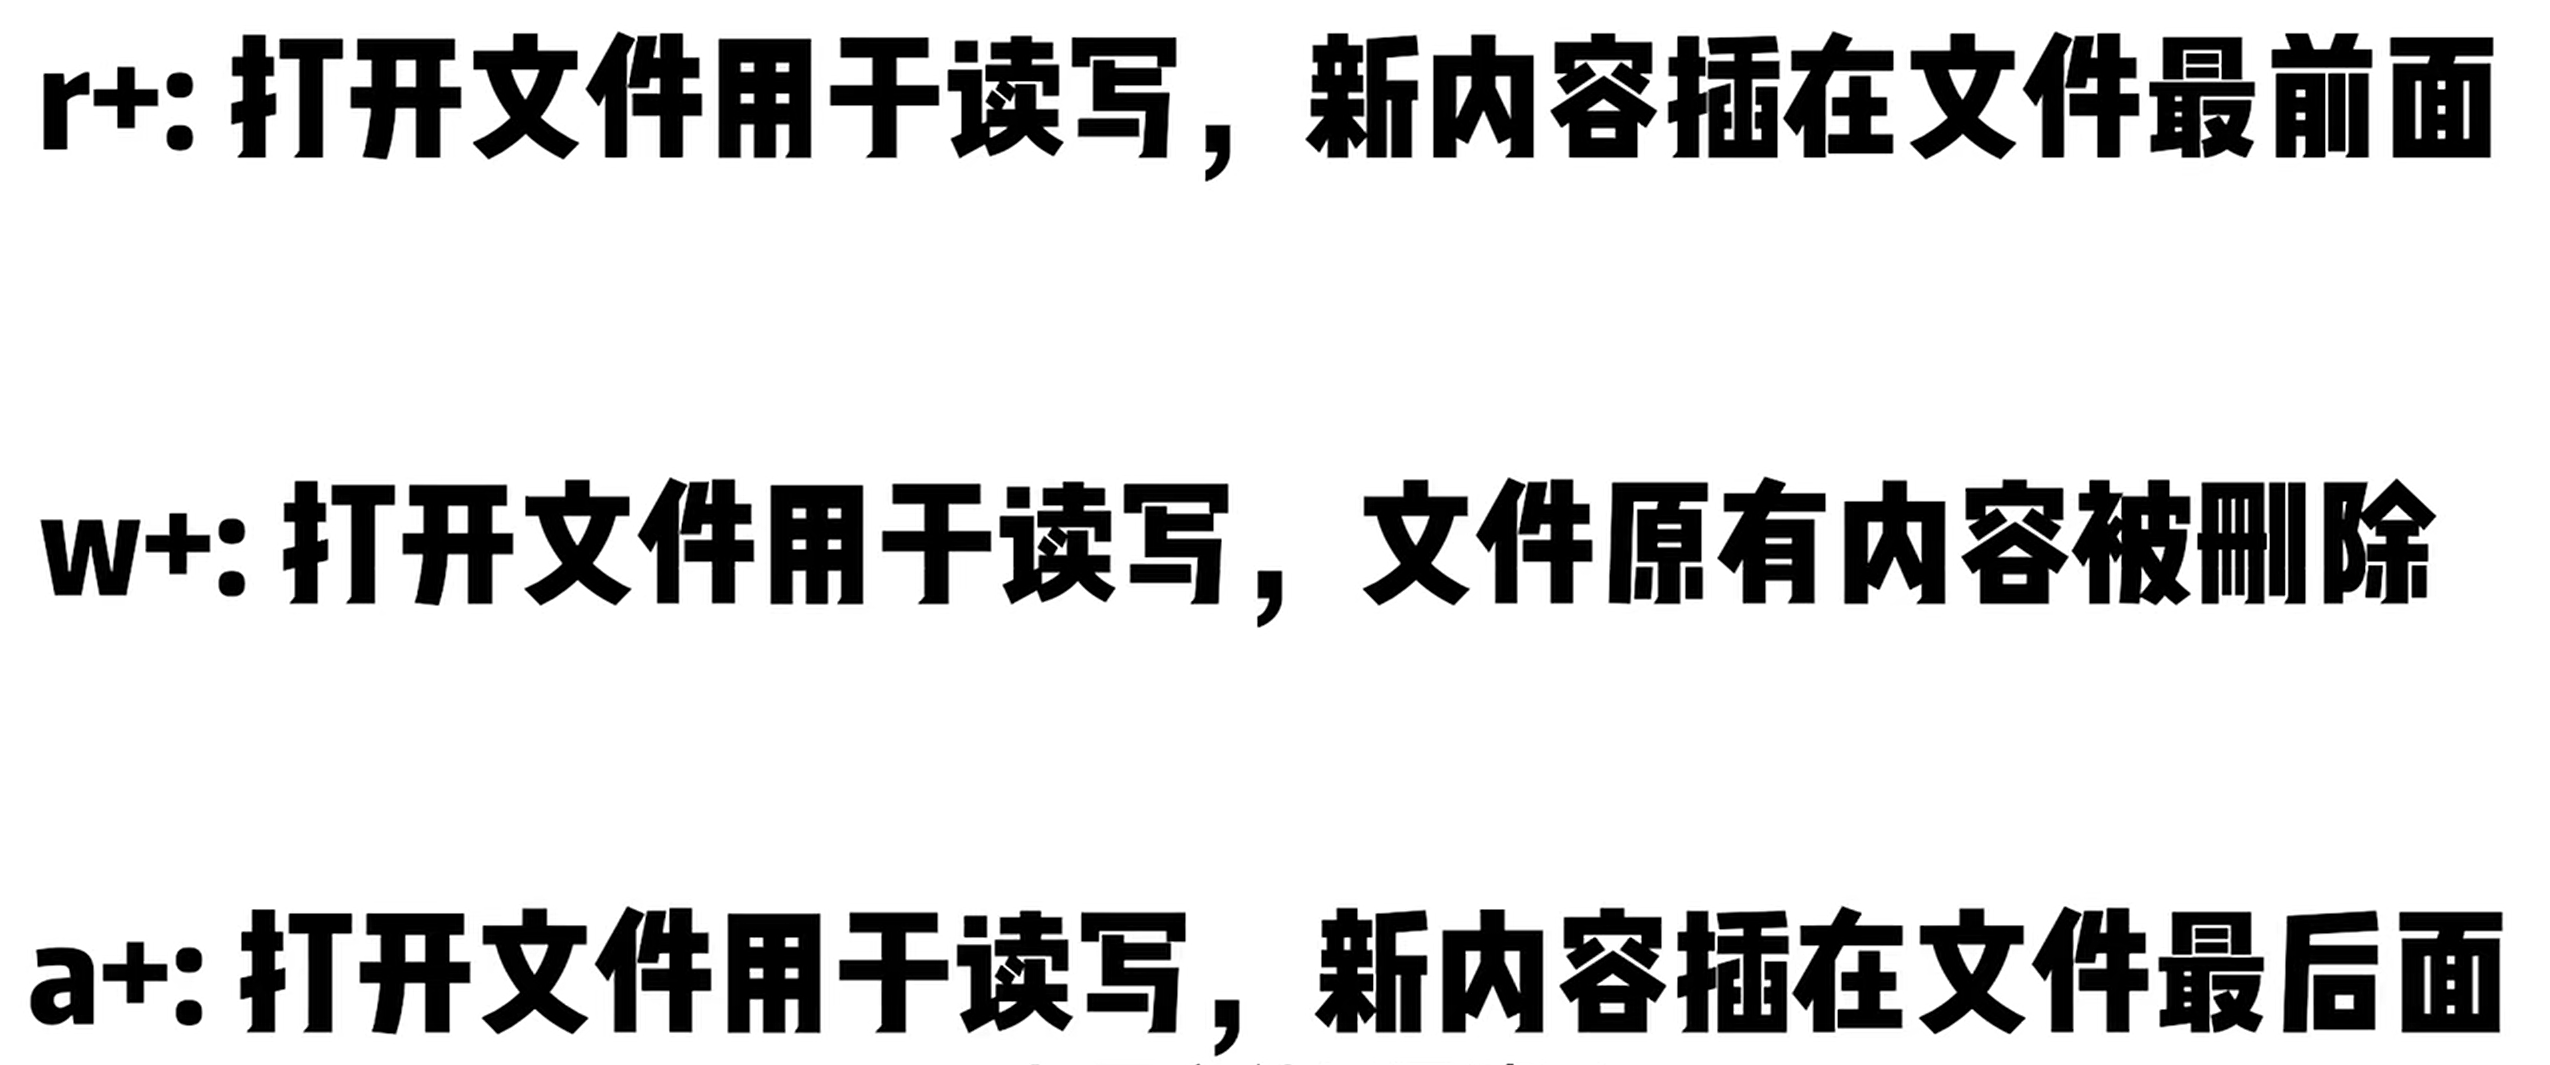 r+: 打开文件用于读写，新内容插在文件最前面
w+: 打开文件用于读写，文件原有内容被删除
a+: 打开文件用于读写，新内容插在文件最后面